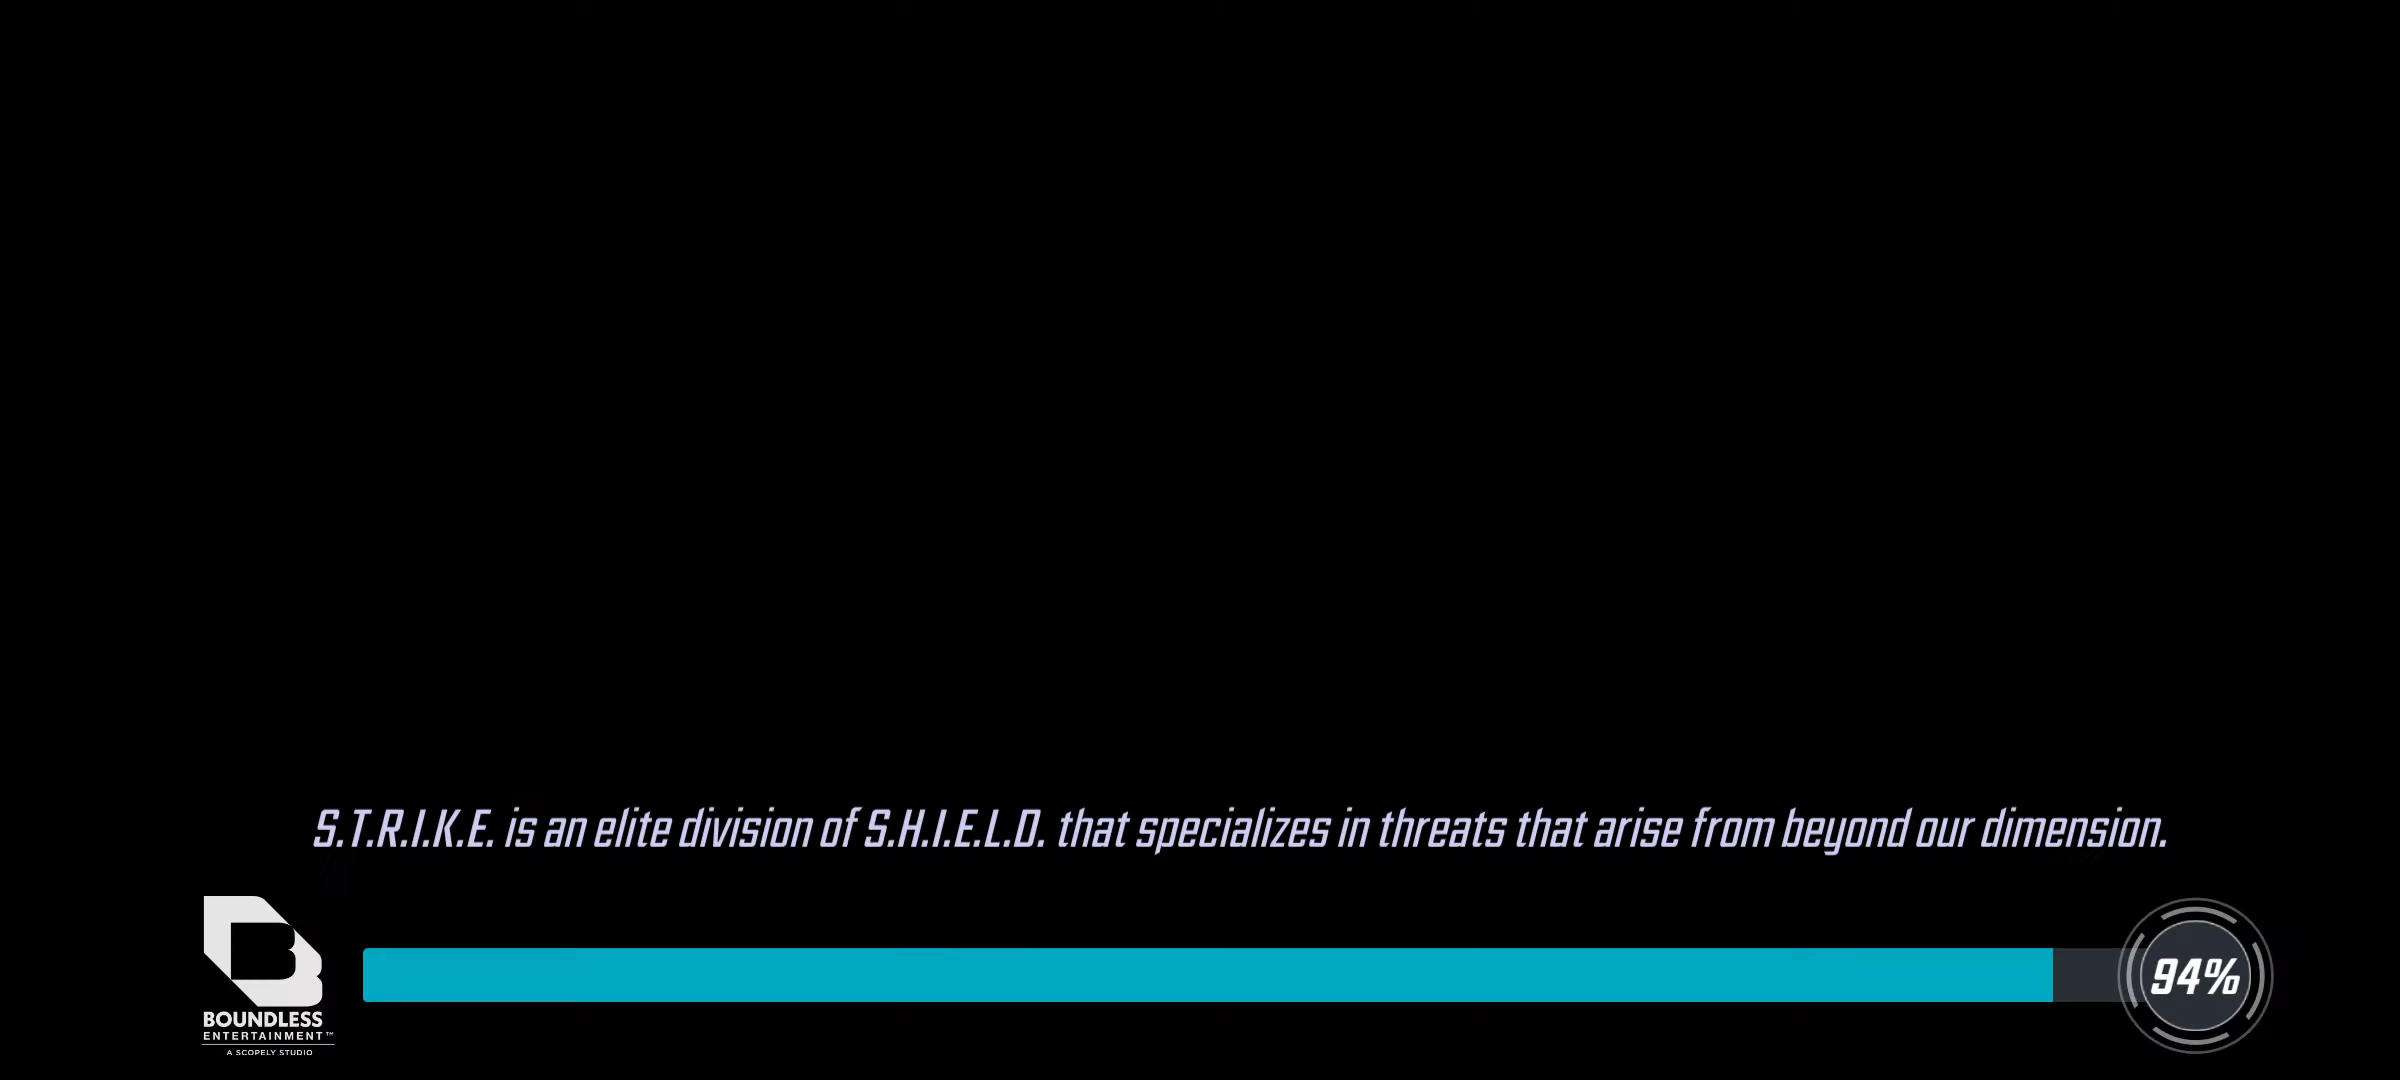 S.T.R.I.K.E. is an elite division of S.H.I.E.L.D. that specializes in threats that arise from beyond our dimension.
94%
BOUNDLESS
ENTERTAINMENT™
A SCOPELY STUDIO